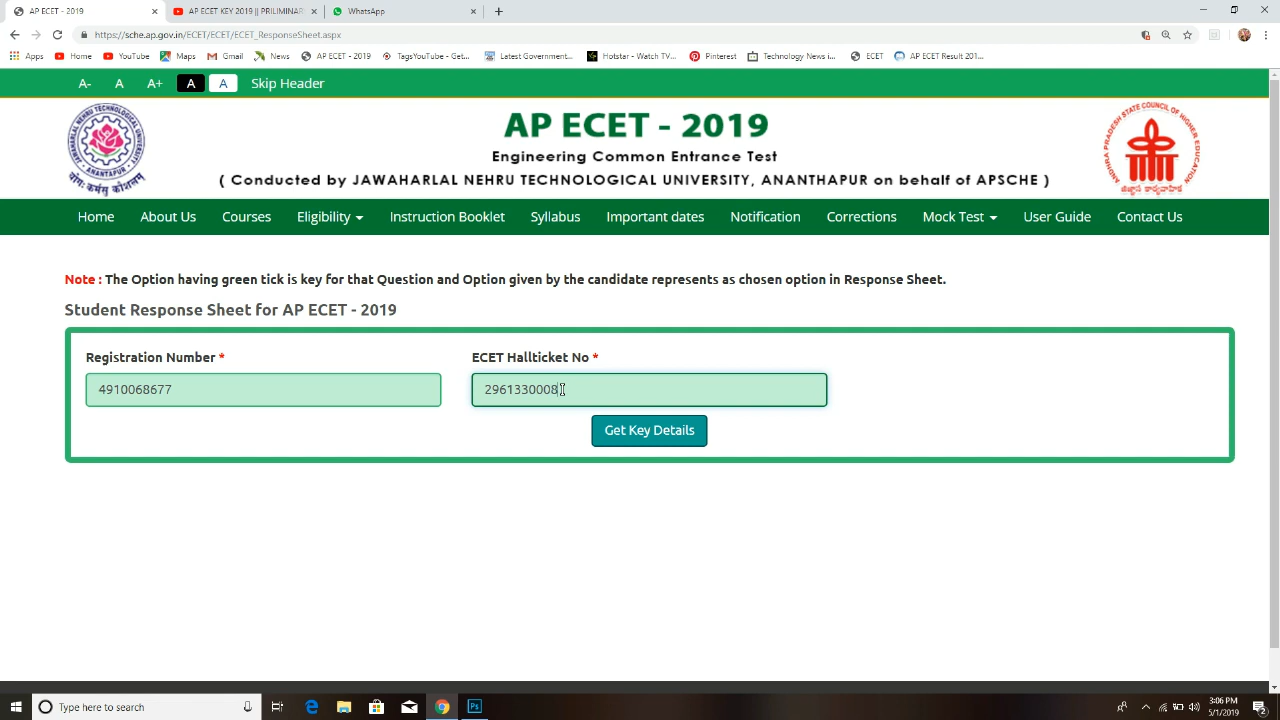 AP ECET - 2019
AP ECET KEY 2019 || PRILIMINAR
WhatsApp
https://sche.ap.gov.in/ECET/ECET/ECET_ResponseSheet.aspx
Apps Home YouTube Maps Gmail News AP ECET - 2019 TagsYouTube - Get... Latest Government... Hotstar - Watch TV... Pinterest Technology News i... ECET AP ECET Result 201...
A- A A+ A A Skip Header
AP ECET - 2019
Engineering Common Entrance Test
( Conducted by JAWAHARLAL NEHRU TECHNOLOGICAL UNIVERSITY, ANANTHAPUR on behalf of APSCHE )
Home About Us Courses Eligibility Instruction Booklet Syllabus Important dates Notification Corrections Mock Test User Guide Contact Us
Note : The Option having green tick is key for that Question and Option given by the candidate represents as chosen option in Response Sheet.
Student Response Sheet for AP ECET - 2019
Registration Number * ECET Hallticket No *
4910068677 2961330008
Get Key Details
Type here to search
3:06 PM
5/1/2019